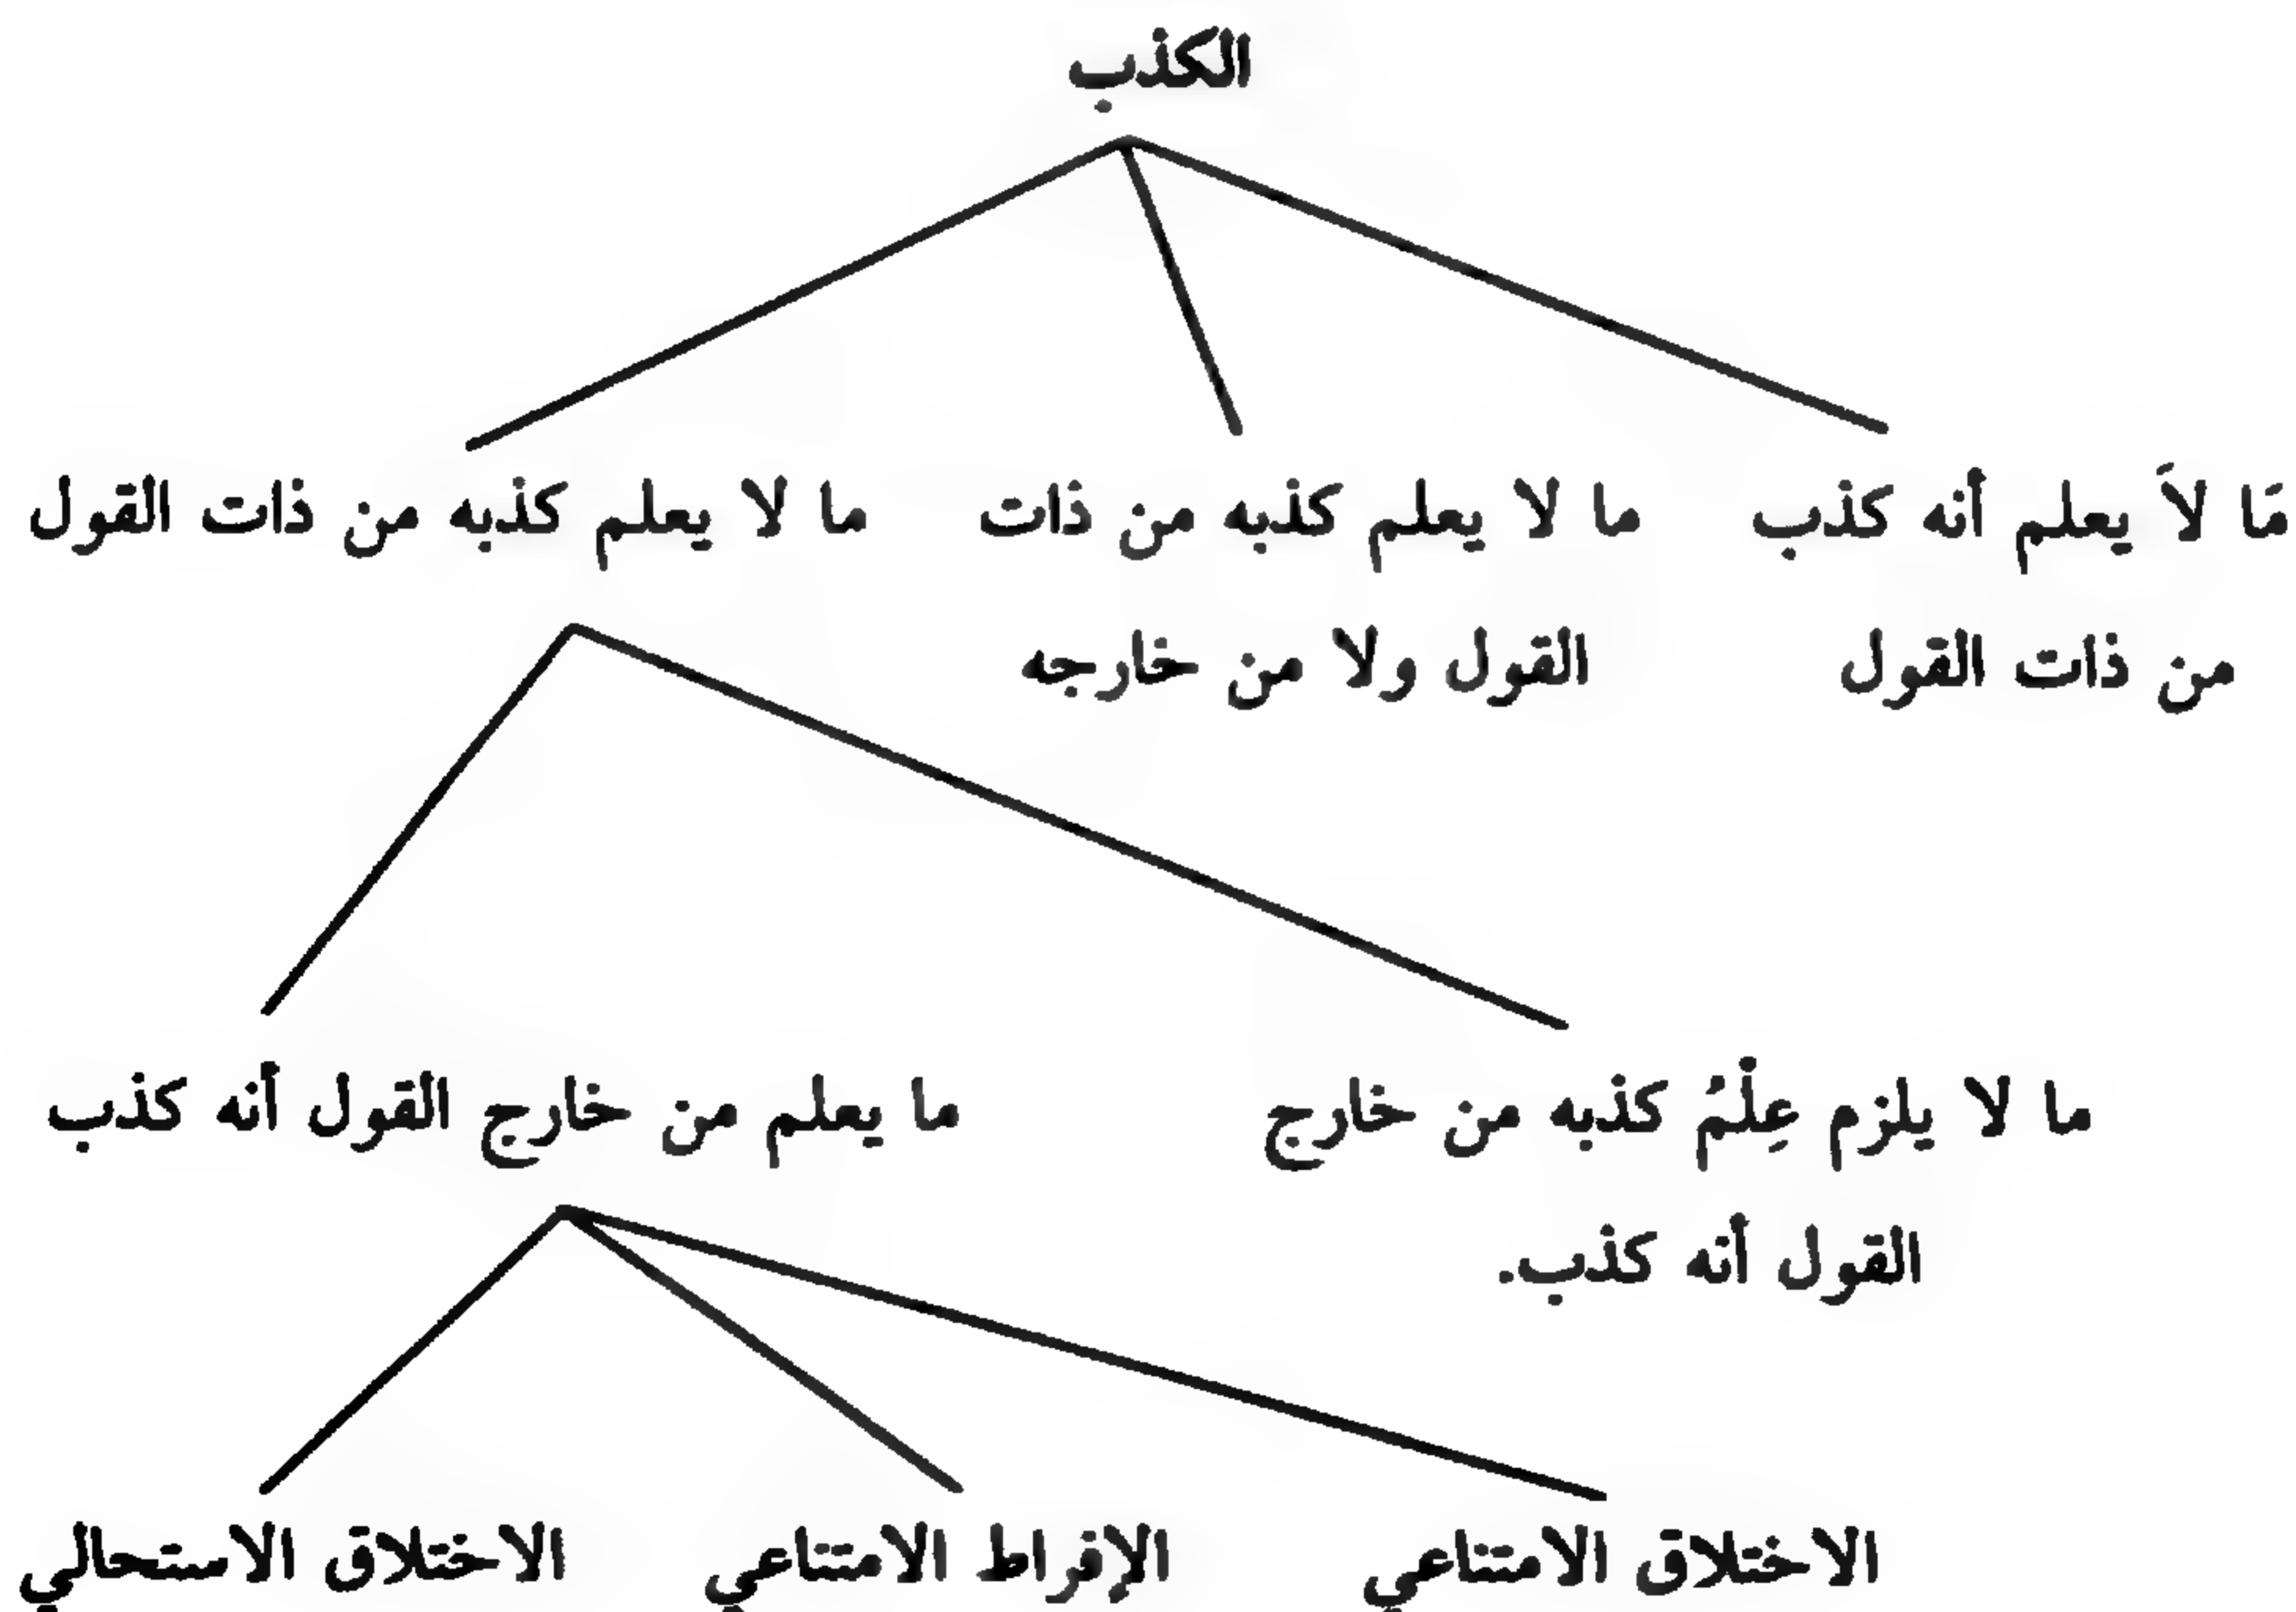 الكذب
مَا لاَ يعلم أنه كذب
من ذات القول
ما لا يعلم كذبه من ذات
القول ولا من خارجه
ما لا يعلم كذبه من ذات القول
ما لا يلزم عِلْمُ كذبه من خارج
القول أنه كذب.
ما يعلم من خارج القول أنه كذب
الاختلاق الامتناعي
الإفراط الامتناعي
الاختلاق الاستحالي